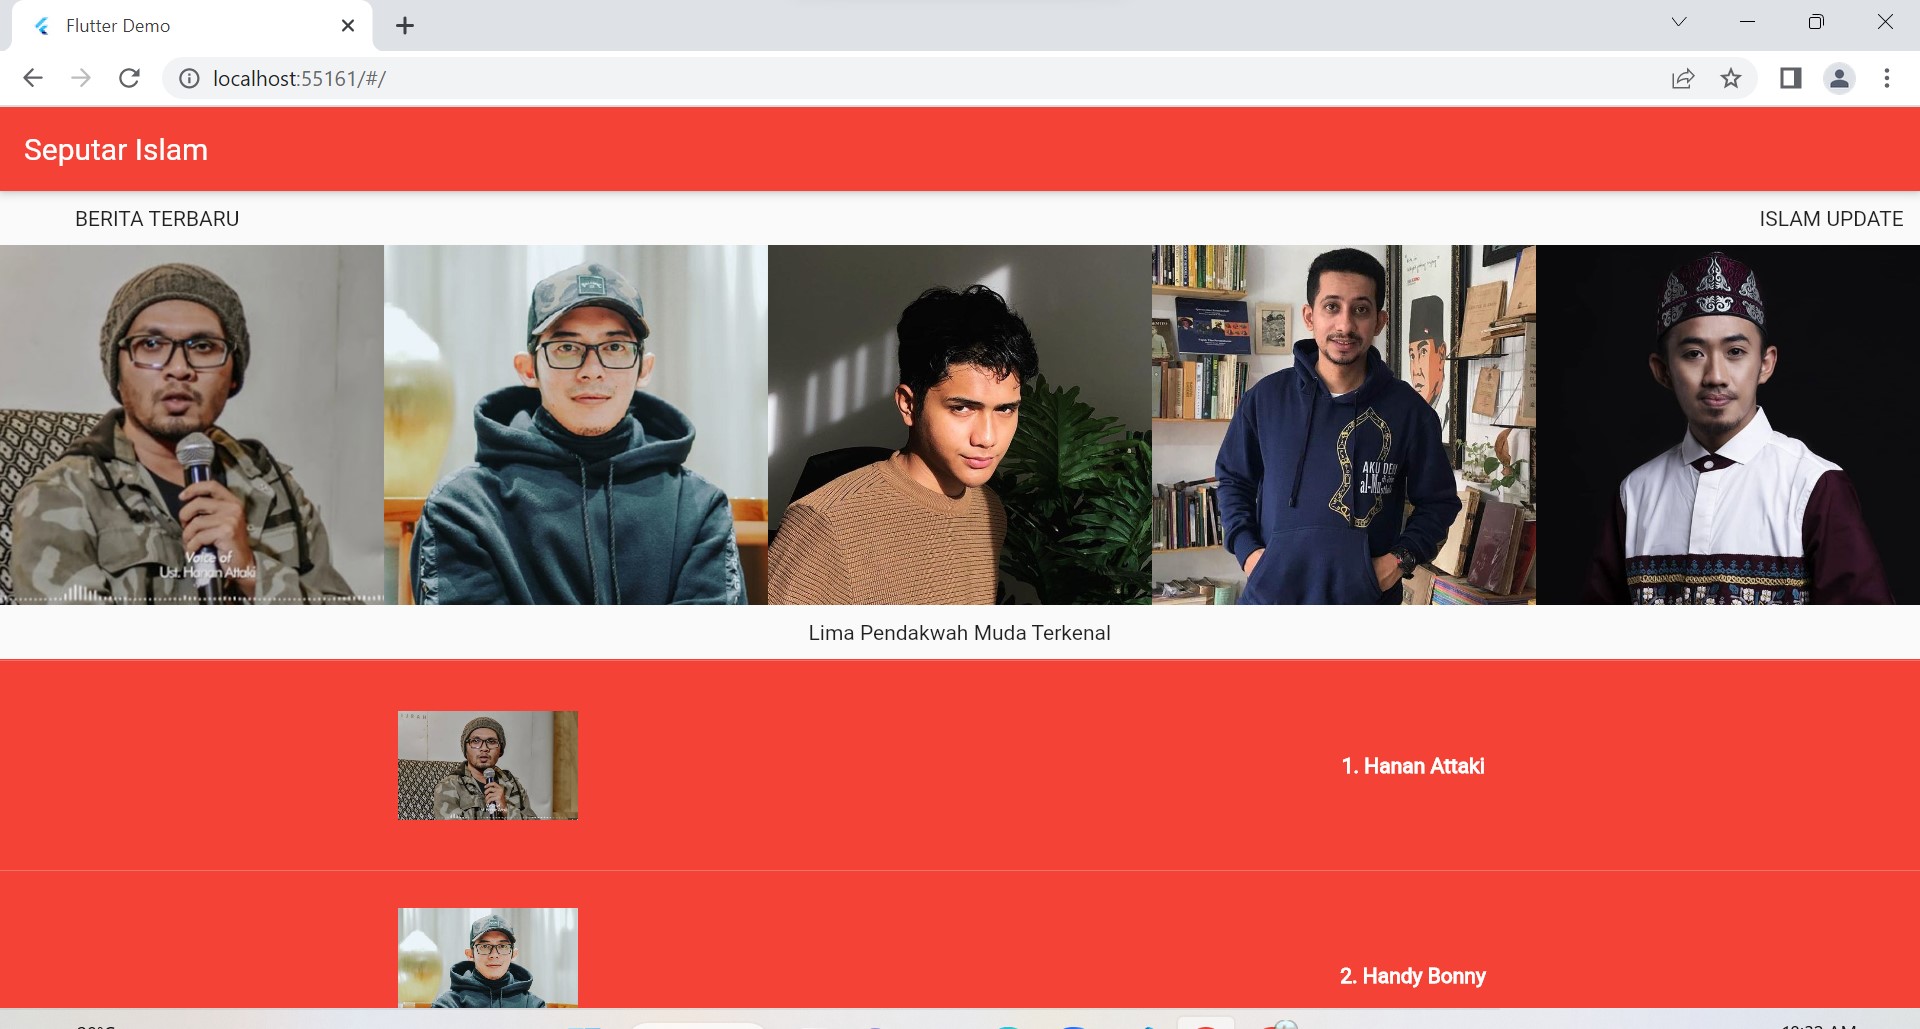 Flutter Demo
localhost:55161/#/
Seputar Islam
BERITA TERBARU
ISLAM UPDATE
Voice of
Ust. Hanan Attaki
AKU DEN
al-Mu
Lima Pendakwah Muda Terkenal
1. Hanan Attaki
2. Handy Bonny